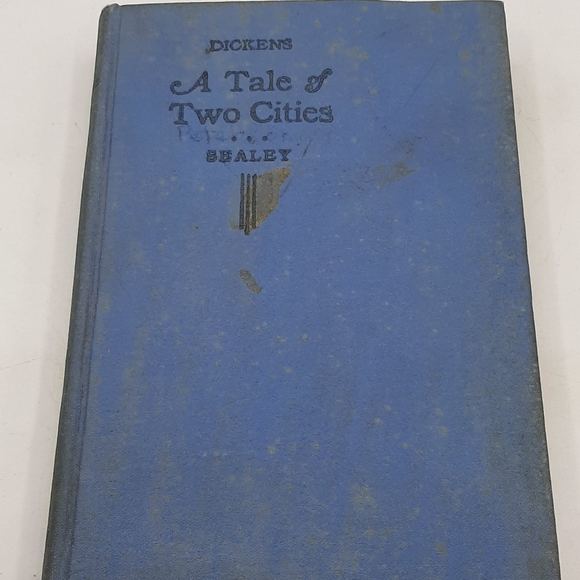 DICKENS
A Tale of
Two Cities
SEALEY